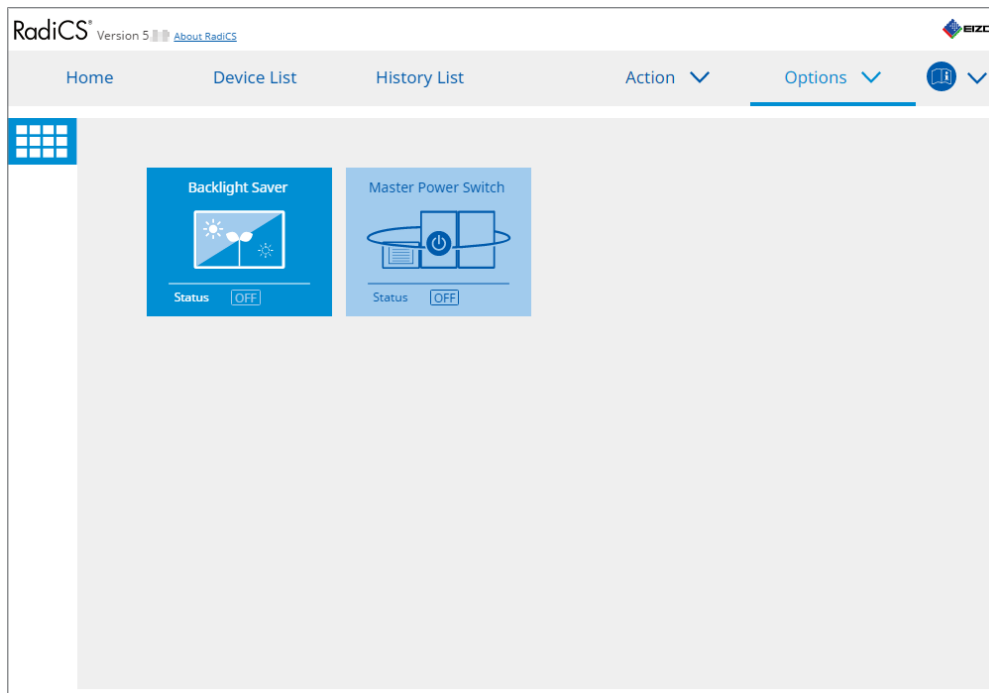 RadiCS® Version 5. About RadiCS
Home Device List History List Action Options
Backlight Saver Master Power Switch
Status OFF Status OFF